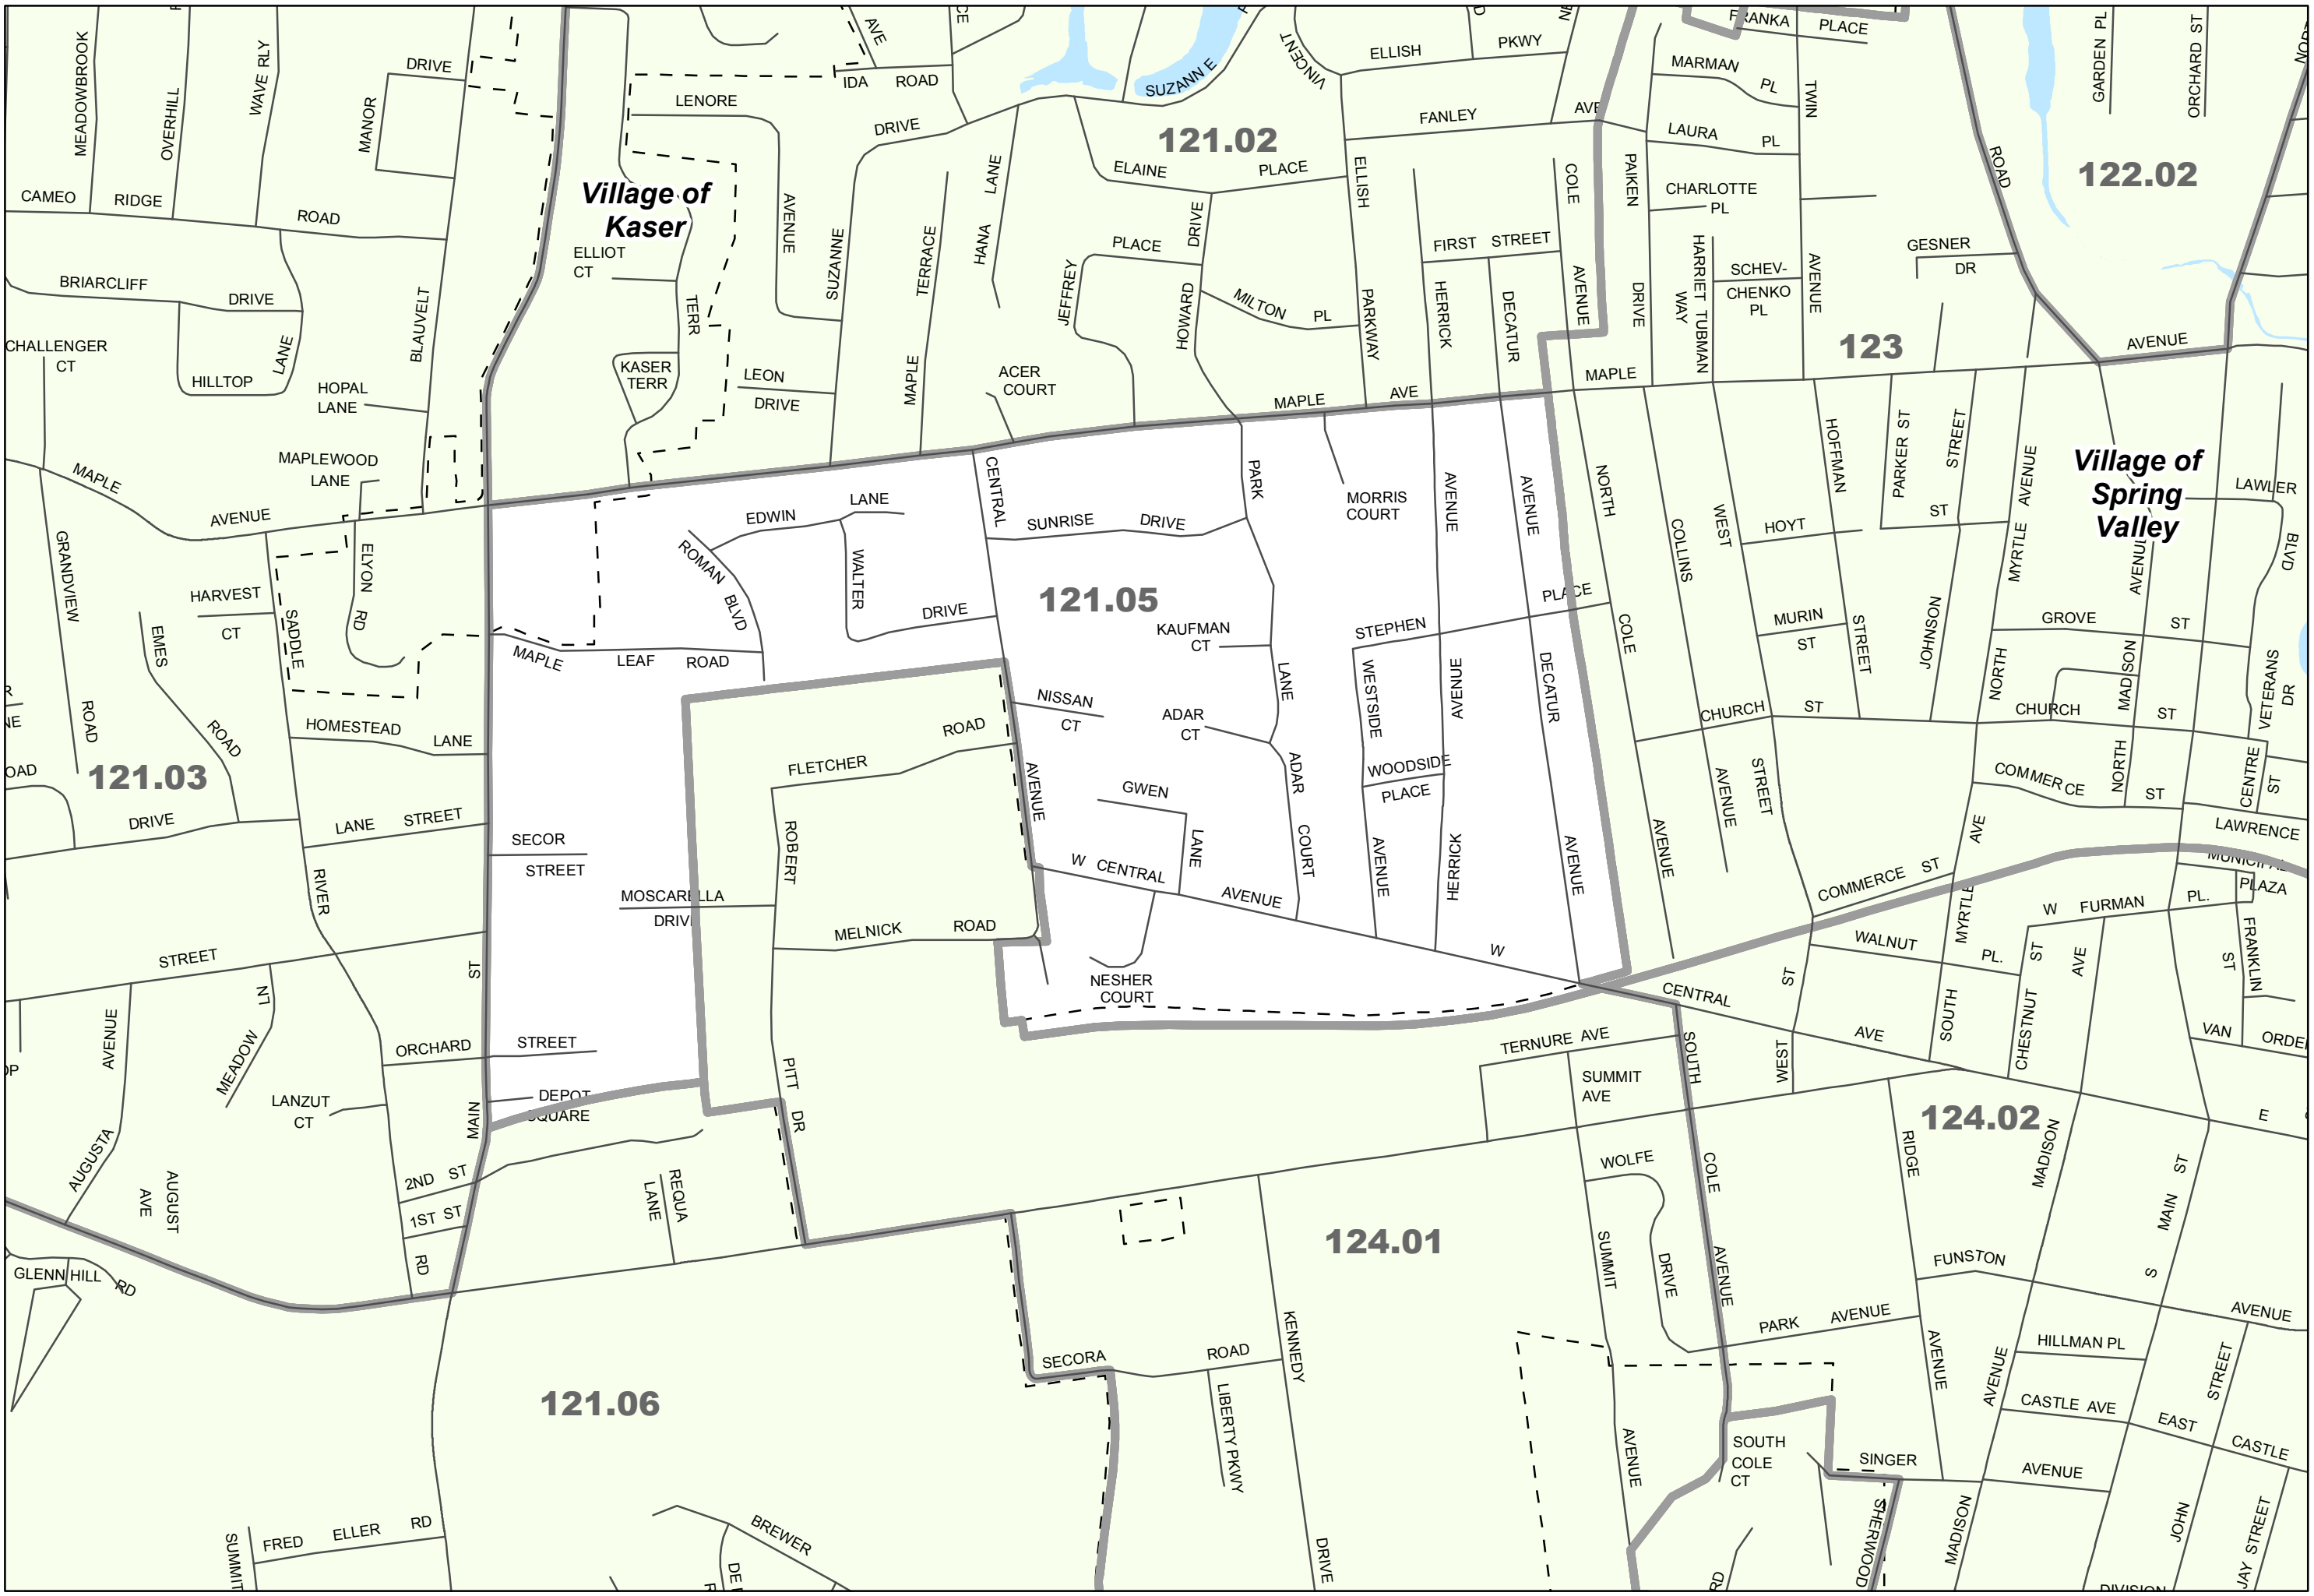 MEADOWBROOK
OVERHILL
WAVE RLY
MANOR
DRIVE
CAMEO
RIDGE
ROAD
BRIARCLIFF
DRIVE
LANE
HILLTOP
CHALLENGER
CT
HOPAL
LANE
BLAUVELT
MAPLEWOOD
LANE
MAPLE
AVENUE
Village of
Kaser
ELLIOT
CT
TERR
KASER
TERR
LENORE
AVENUE
AVE
IDA ROAD
CE
DRIVE
SUZANNE
SUZANN E
LEON
DRIVE
MAPLE
TERRACE
HANA
LANE
ACER
COURT
121.02
ELAINE
PLACE
PLACE
JEFFREY
HOWARD
DRIVE
MILTON
PL
VINCENT
ELLISH
PKWY
FANLEY
AVE
ELLISH
PARKWAY
FIRST STREET
HERRICK
DECATUR
COLE
AVENUE
MAPLE
AVE
MAPLE
PAIKEN
DRIVE
FRANKA
PLACE
MARMAN
PL
LAURA
PL
CHARLOTTE
PL
HARRIET TUBMAN
WAY
SCHEV-
CHENKO
PL
TWIN
AVENUE
ROAD
GESNER
DR
123
122.02
GARDEN PL
ORCHARD ST
AVENUE
Village of
Spring
Valley
LAWLER
BLVD
GRANDVIEW
ROAD
ELYON
RD
HARVEST
CT
SADDLE
RIVER
EMES
ROAD
HOMESTEAD
LANE
121.03
OAD
DRIVE
LANE STREET
STREET
LN
MEADOW
AVENUE
AUGUSTA
AUGUST
AVE
LANZUT
CT
ORCHARD
STREET
ST
MAIN
2ND ST
1ST ST
RD
GLENN HILL
RD
EDWIN
LANE
ROMAN
BLVD
WALTER
DRIVE
MAPLE
LEAF
ROAD
SECOR
STREET
MOSCARELLA
DRIVE
DEPOT
SQUARE
CENTRAL
AVENUE
SUNRISE
DRIVE
121.05
PARK
LANE
MORRIS
COURT
KAUFMAN
CT
NISSAN
CT
ADAR
CT
ADAR
COURT
GWEN
LANE
W CENTRAL
AVENUE
W
NESHER
COURT
STEPHEN
PLACE
WESTSIDE
AVENUE
WOODSIDE
PLACE
AVENUE
AVENUE
HERRICK
AVENUE
DECATUR
AVENUE
FLETCHER
ROAD
ROBERT
PITT
DR
MELNICK
ROAD
NORTH
COLE
AVENUE
COLLINS
AVENUE
WEST
STREET
HOFFMAN
STREET
HOYT
PARKER ST
STREET
JOHNSON
ST
MYRTLE
AVENUE
NORTH
AVENUE
MADISON
NORTH
MURIN
ST
GROVE
ST
CHURCH
ST
CHURCH
ST
VETERANS
DR
CENTRE
ST
COMMERCE
ST
COMMERCE ST
AVE
MYRTLE
SOUTH
LAWRENCE
MUNICIPAL
PLAZA
W FURMAN
PL.
WALNUT
PL.
ST
CHESTNUT
AVE
FRANKLIN
ST
VAN
CENTRAL
AVE
ST
WEST
E
TERNURE AVE
SUMMIT
AVE
SOUTH
COLE
AVENUE
WOLFE
DRIVE
SUMMIT
AVENUE
124.02
RIDGE
AVENUE
MADISON
AVENUE
MADISON
ST
MAIN
S
FUNSTON
AVENUE
PARK
AVENUE
HILLMAN PL
CASTLE AVE
EAST
CASTLE
STREET
JOHN
JAY STREET
SOUTH
COLE
CT
SINGER
AVENUE
SHERWOOD
RD
124.01
KENNEDY
DRIVE
SECORA
ROAD
LIBERTY PKWY
LANE
REQUA
121.06
SUMMIT
FRED ELLER RD
BREWER